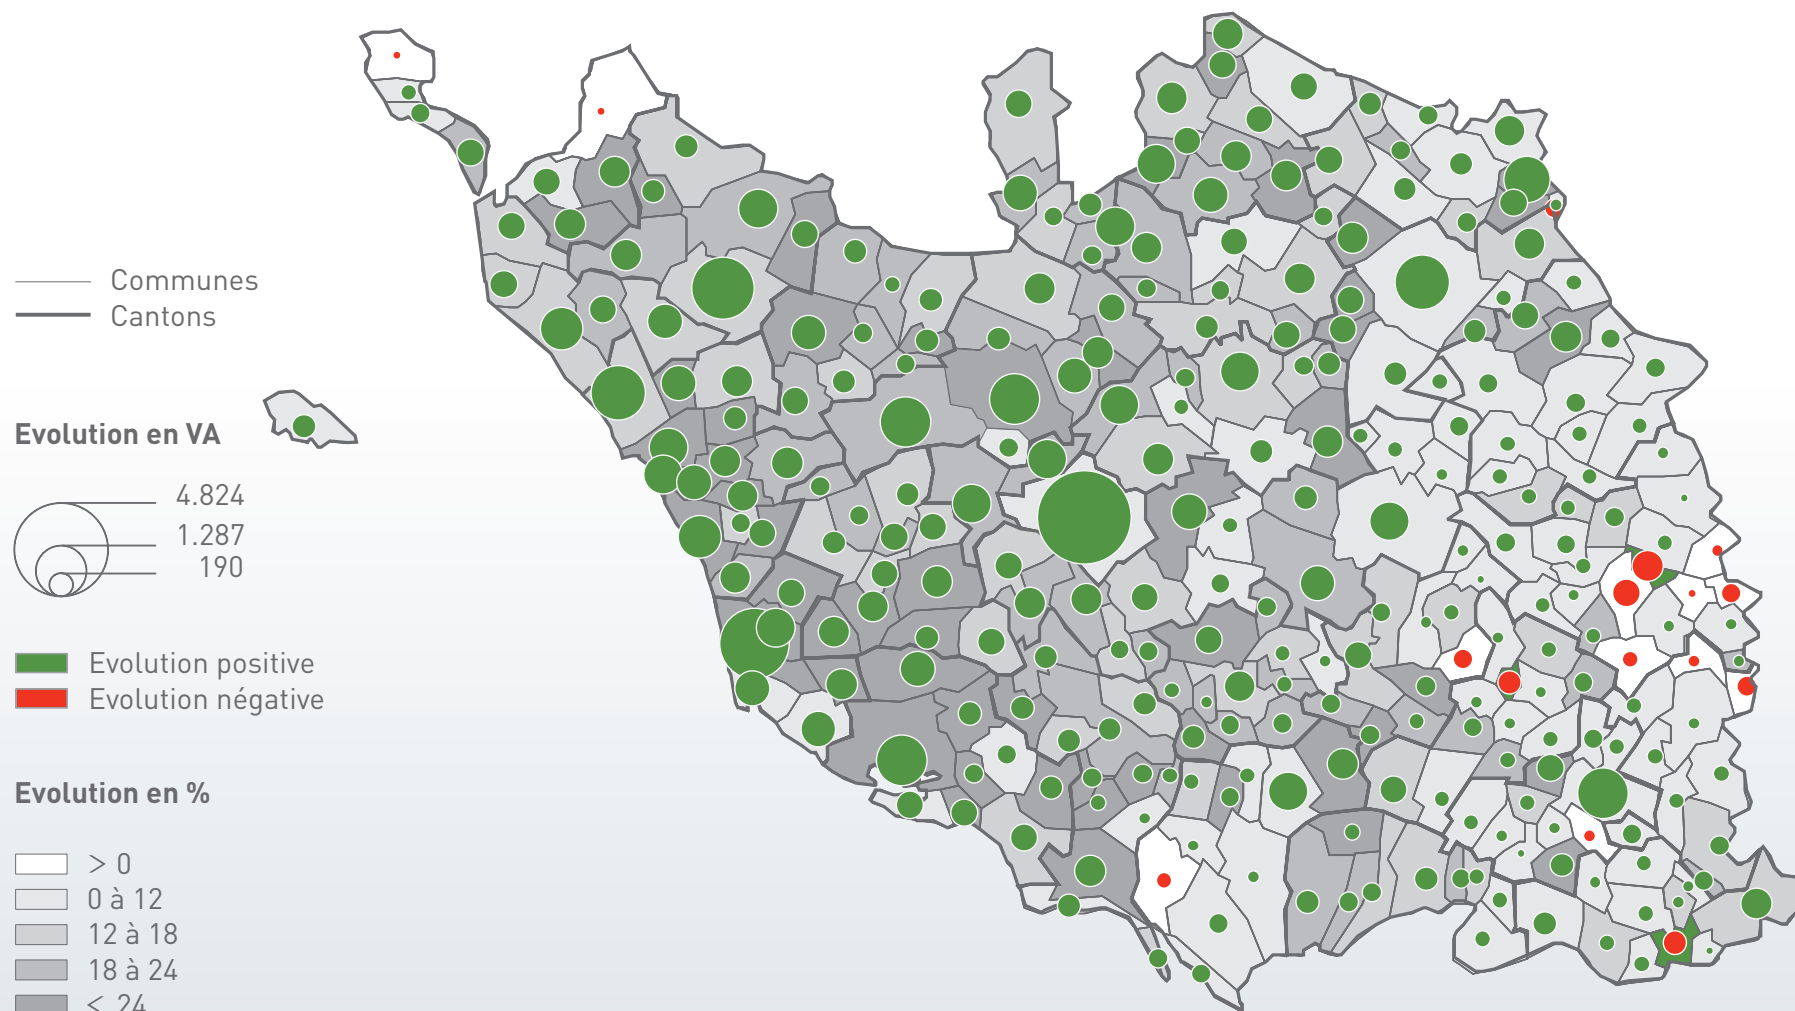 Communes
Cantons
Evolution en VA
4.824
1.287
190
Evolution positive
Evolution négative
Evolution en %
> 0
0 à 12
12 à 18
18 à 24
< 24